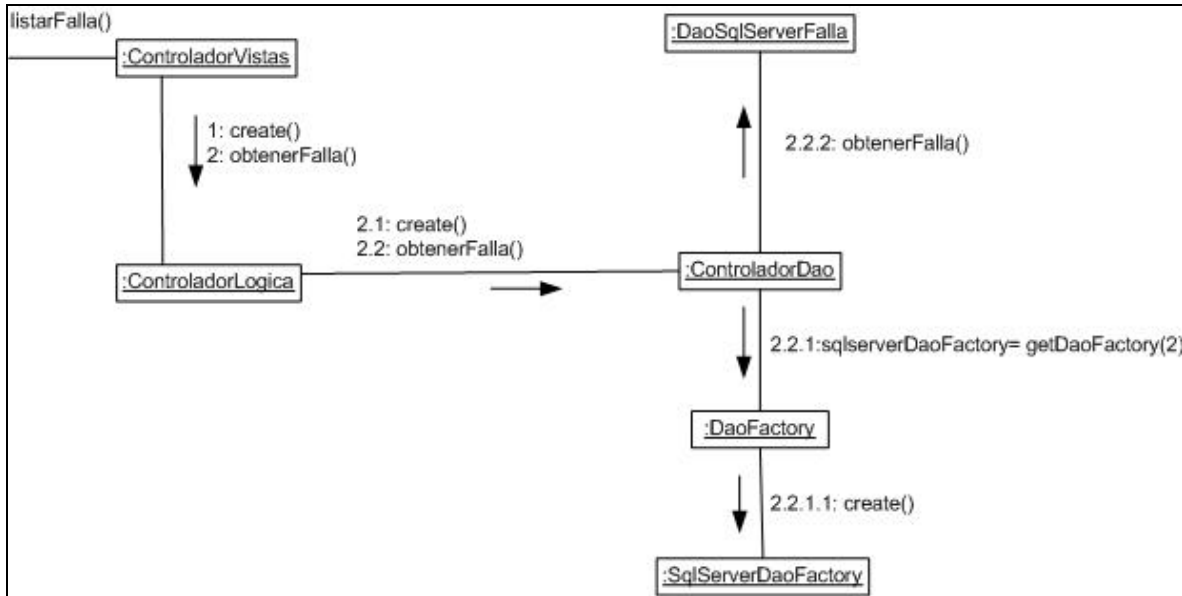 listarFalla()
:ControladorVistas
:DaoSqlServerFalla
1: create()
2: obtenerFalla()
2.2.2: obtenerFalla()
2.1: create()
2.2: obtenerFalla()
:ControladorLogica
:ControladorDao
2.2.1:sqlserverDaoFactory= getDaoFactory(2)
:DaoFactory
2.2.1.1: create()
:SqlServerDaoFactory